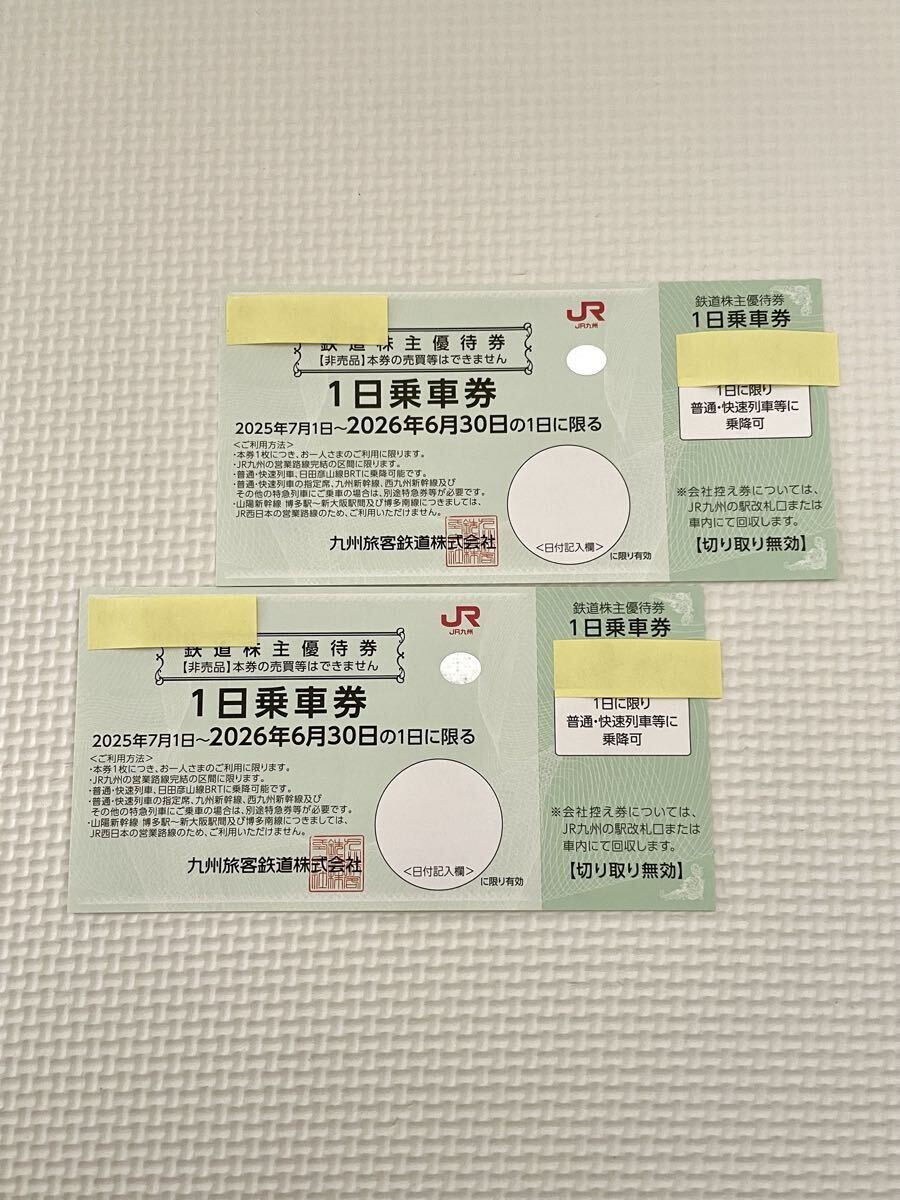 JR
JR九州
鉄道株主優待券
【非売品】本券の売買等はできません
1日乗車券
2025年7月1日～2026年6月30日の1日に限る
＜ご利用方法＞
・本券1枚につき、お一人さまのご利用に限ります。
・JR九州の営業路線完結の区間に限ります。
・普通・快速列車、日田彦山線BRTに乗降可能です。
・普通・快速列車の指定席、九州新幹線、西九州新幹線及び
その他の特急列車にご乗車の場合は、別途特急券等が必要です。
・山陽新幹線 博多駅～新大阪駅間及び博多南線につきましては、
JR西日本の営業路線のため、ご利用いただけません。
九州旅客鉄道株式会社
＜日付記入欄＞
に限り有効
鉄道株主優待券
1日乗車券
1日に限り
普通・快速列車等に
乗降可
※会社控え券については、
JR九州の駅改札口または
車内にて回収します。
【切り取り無効】
JR
JR九州
鉄道株主優待券
【非売品】本券の売買等はできません
1日乗車券
2025年7月1日～2026年6月30日の1日に限る
＜ご利用方法＞
・本券1枚につき、お一人さまのご利用に限ります。
・JR九州の営業路線完結の区間に限ります。
・普通・快速列車、日田彦山線BRTに乗降可能です。
・普通・快速列車の指定席、九州新幹線、西九州新幹線及び
その他の特急列車にご乗車の場合は、別途特急券等が必要です。
・山陽新幹線 博多駅～新大阪駅間及び博多南線につきましては、
JR西日本の営業路線のため、ご利用いただけません。
九州旅客鉄道株式会社
＜日付記入欄＞
に限り有効
鉄道株主優待券
1日乗車券
1日に限り
普通・快速列車等に
乗降可
※会社控え券については、
JR九州の駅改札口または
車内にて回収します。
【切り取り無効】